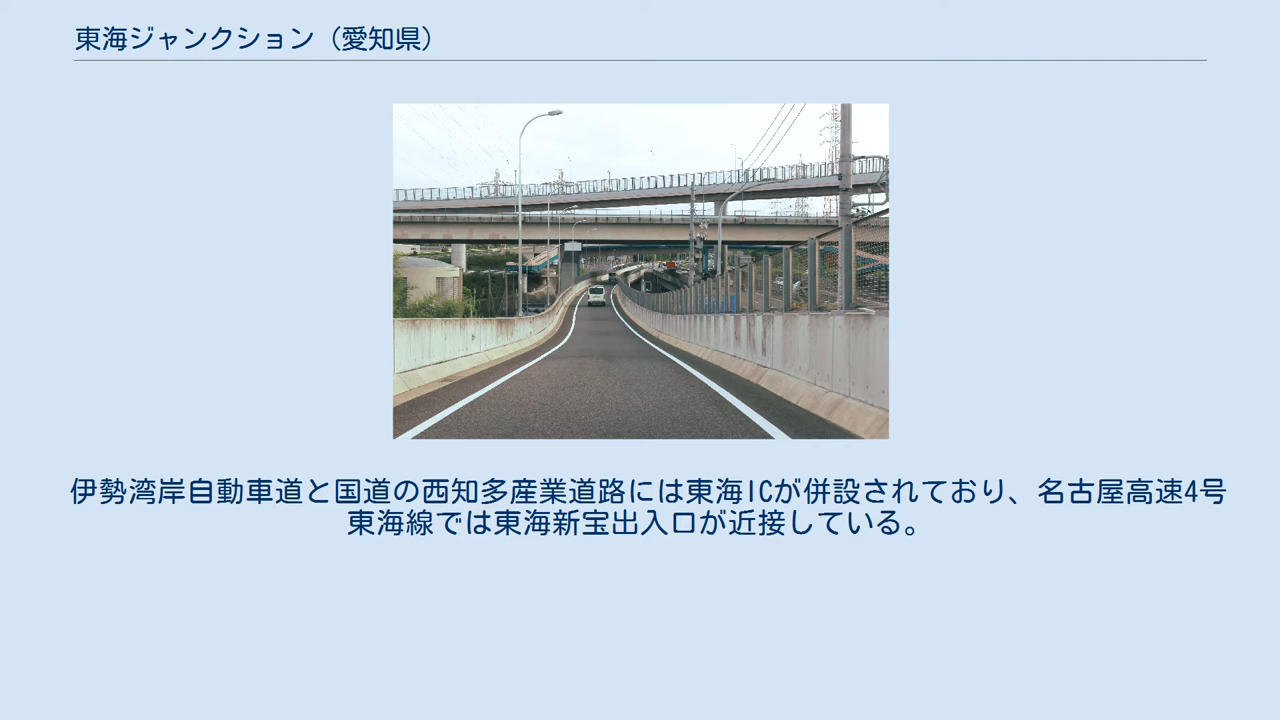 東海ジャンクション（愛知県）
伊勢湾岸自動車道と国道の西知多産業道路には東海ICが併設されており、名古屋高速4号
東海線では東海新宝出入口が近接している。